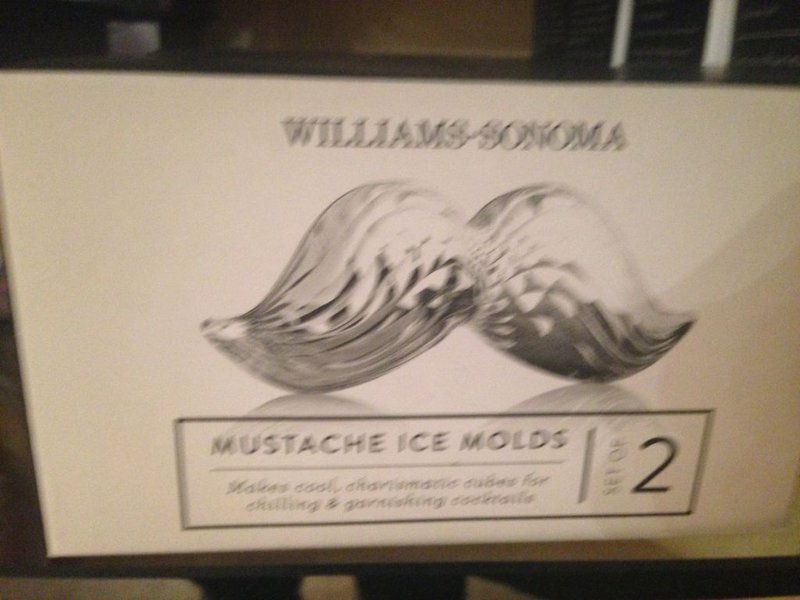 WILLIAMS-SONOMA
MUSTACHE ICE MOLDS
Makes cool, charismatic cubes for
chilling & garnishing cocktails
SET OF
2